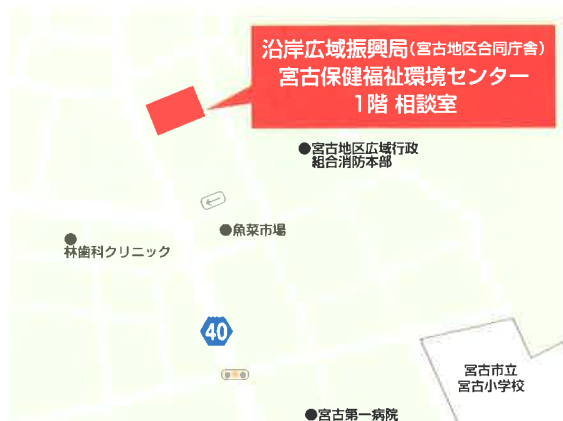 沿岸広域振興局(宮古地区合同庁舎)
宮古保健福祉環境センター
1階 相談室
●宮古地区広域行政
組合消防本部
●魚菜市場
林歯科クリニック
40
宮古市立
宮古小学校
●宮古第一病院